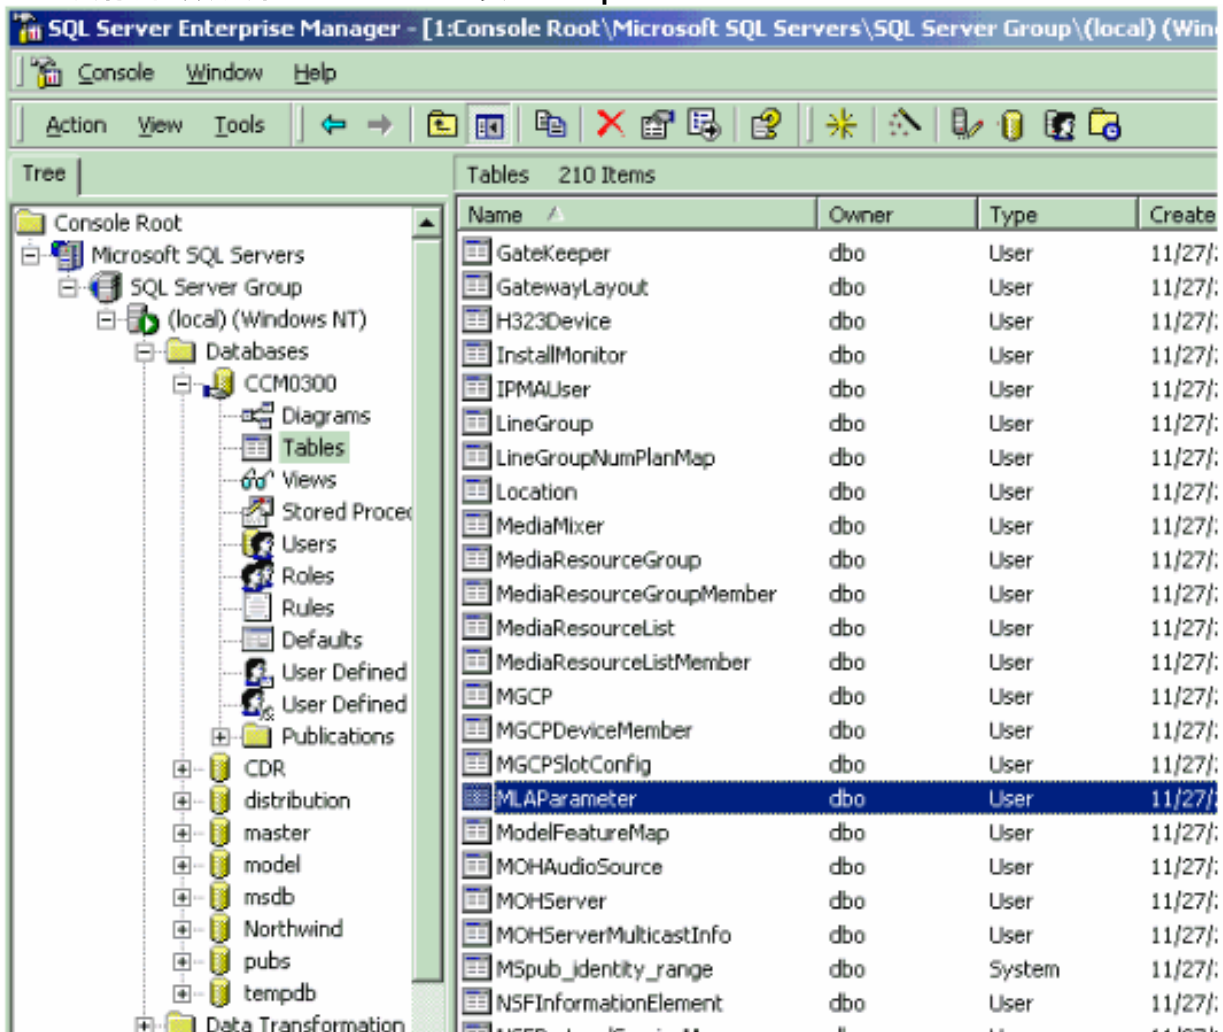 SQL Server Enterprise Manager - [1:Console Root\Microsoft SQL Servers\SQL Server Group\(local) (Win
Console Window Help
Action View Tools
Tree
Tables 210 Items
Console Root
Microsoft SQL Servers
SQL Server Group
(local) (Windows NT)
Databases
CCM0300
Diagrams
Tables
Views
Stored Proce
Users
Roles
Rules
Defaults
User Defined
User Defined
Publications
CDR
distribution
master
model
msdb
Northwind
pubs
tempdb
Data Transformation
Name Owner Type Create
GateKeeper dbo User 11/27/
GatewayLayout dbo User 11/27/
H323Device dbo User 11/27/
InstallMonitor dbo User 11/27/
IPMAUser dbo User 11/27/
LineGroup dbo User 11/27/
LineGroupNumPlanMap dbo User 11/27/
Location dbo User 11/27/
MediaMixer dbo User 11/27/
MediaResourceGroup dbo User 11/27/
MediaResourceGroupMember dbo User 11/27/
MediaResourceList dbo User 11/27/
MediaResourceListMember dbo User 11/27/
MGCP dbo User 11/27/
MGCPDeviceMember dbo User 11/27/
MGCPSlotConfig dbo User 11/27/
MLAParameter dbo User 11/27/
ModelFeatureMap dbo User 11/27/
MOHAudioSource dbo User 11/27/
MOHServer dbo User 11/27/
MOHServerMulticastInfo dbo User 11/27/
MSpub_identity_range dbo System 11/27/
NSFInformationElement dbo User 11/27/